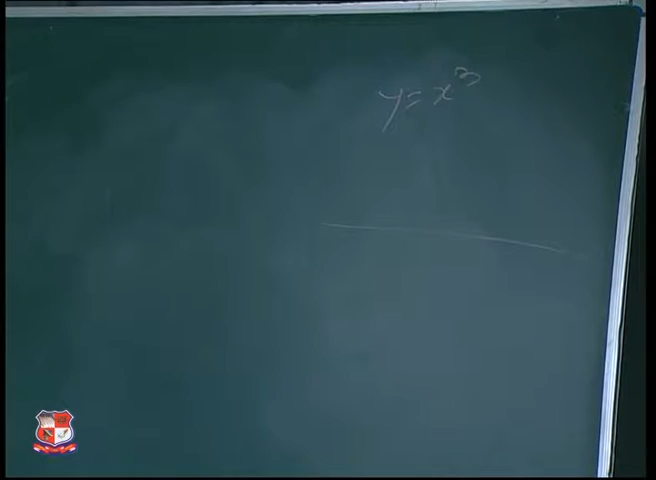 y = x³